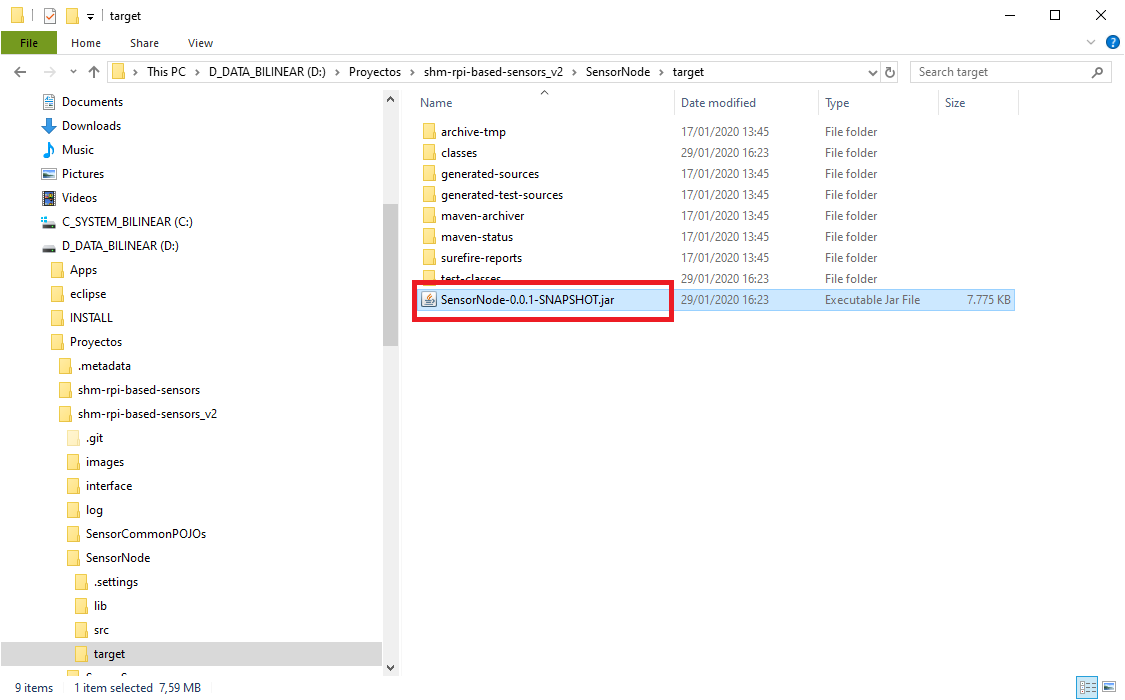 target
File Home Share View
This PC > D_DATA_BILINEAR (D:) > Proyectos > shm-rpi-based-sensors_v2 > SensorNode > target
Search target
Documents
Downloads
Music
Pictures
Videos
C_SYSTEM_BILINEAR (C:)
D_DATA_BILINEAR (D:)
Apps
eclipse
INSTALL
Proyectos
.metadata
shm-rpi-based-sensors
shm-rpi-based-sensors_v2
.git
images
interface
log
SensorCommonPOJOs
SensorNode
.settings
lib
src
target
Name Date modified Type Size
archive-tmp 17/01/2020 13:45 File folder
classes 29/01/2020 16:23 File folder
generated-sources 17/01/2020 13:45 File folder
generated-test-sources 17/01/2020 13:45 File folder
maven-archiver 17/01/2020 13:45 File folder
maven-status 17/01/2020 13:45 File folder
surefire-reports 17/01/2020 13:45 File folder
test-classes 29/01/2020 16:23 File folder
SensorNode-0.0.1-SNAPSHOT.jar 29/01/2020 16:23 Executable Jar File 7.775 KB
9 items 1 item selected 7,59 MB